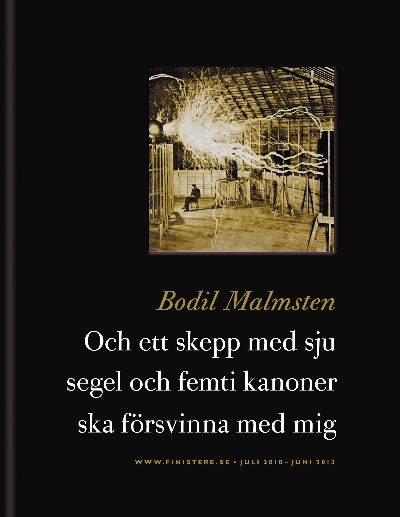 Bodil Malmsten
Och ett skepp med sju
segel och femti kanoner
ska försvinna med mig
WWW.FINISTERE.SE • JULI 2010–JUNI 2013